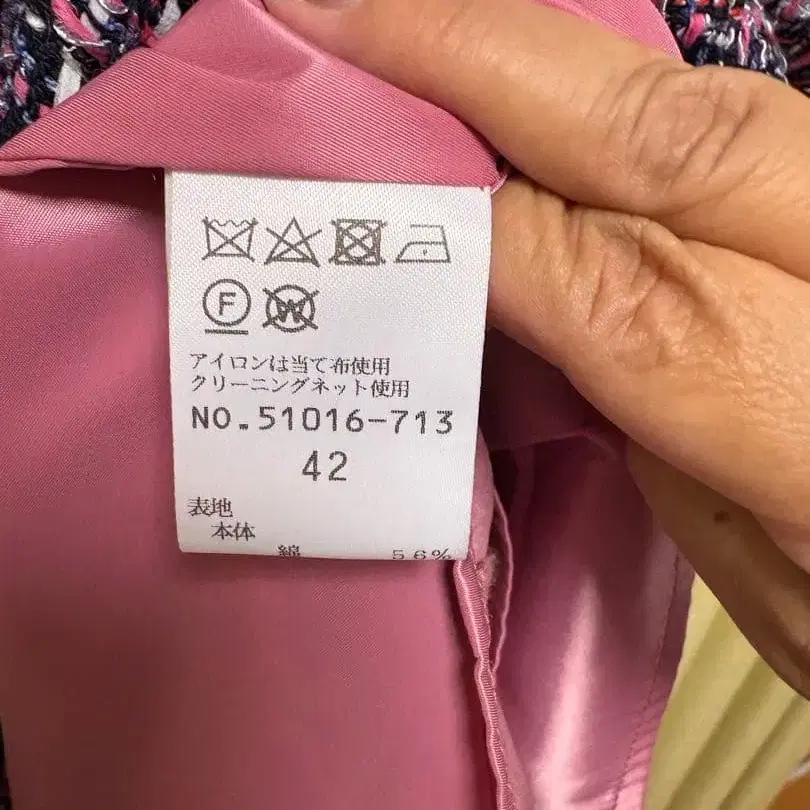 F W
アイロンは当て布使用
クリーニングネット使用
NO.51016-713
42
表地
本体
綿 56%